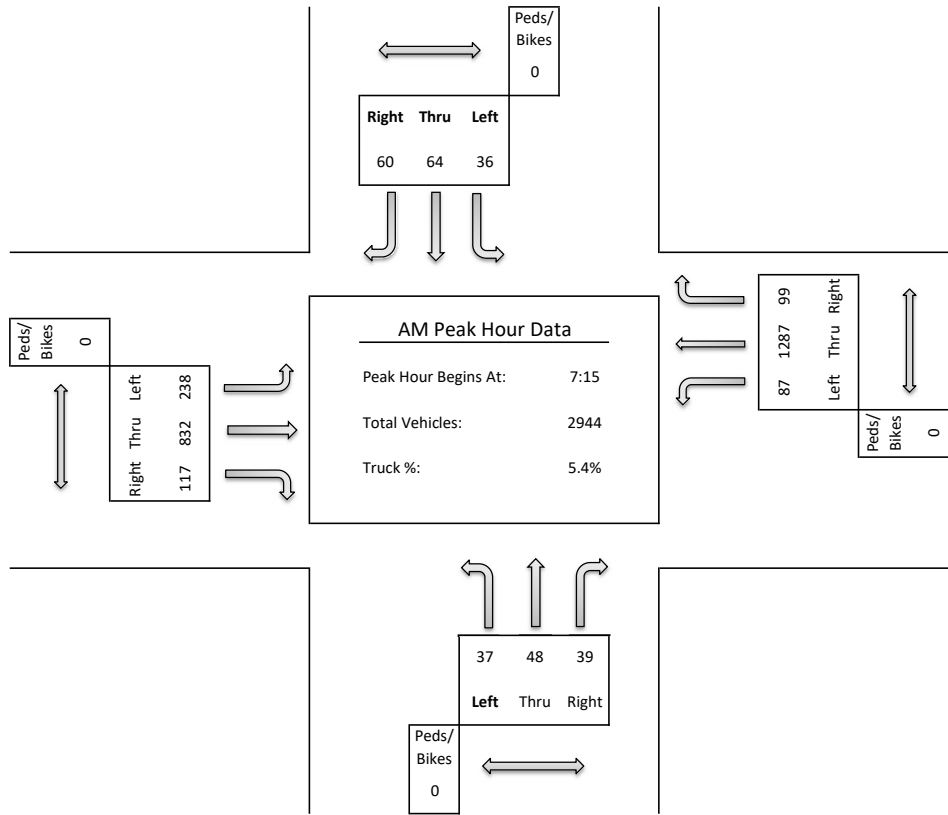 Peds/
Bikes
0
Right Thru Left
60 64 36
Peds/
Bikes
0
Left 238
Thru 832
Right 117
AM Peak Hour Data
Peak Hour Begins At: 7:15
Total Vehicles: 2944
Truck %: 5.4%
99 Right
1287 Thru
87 Left
Peds/
Bikes
0
37 48 39
Left Thru Right
Peds/
Bikes
0